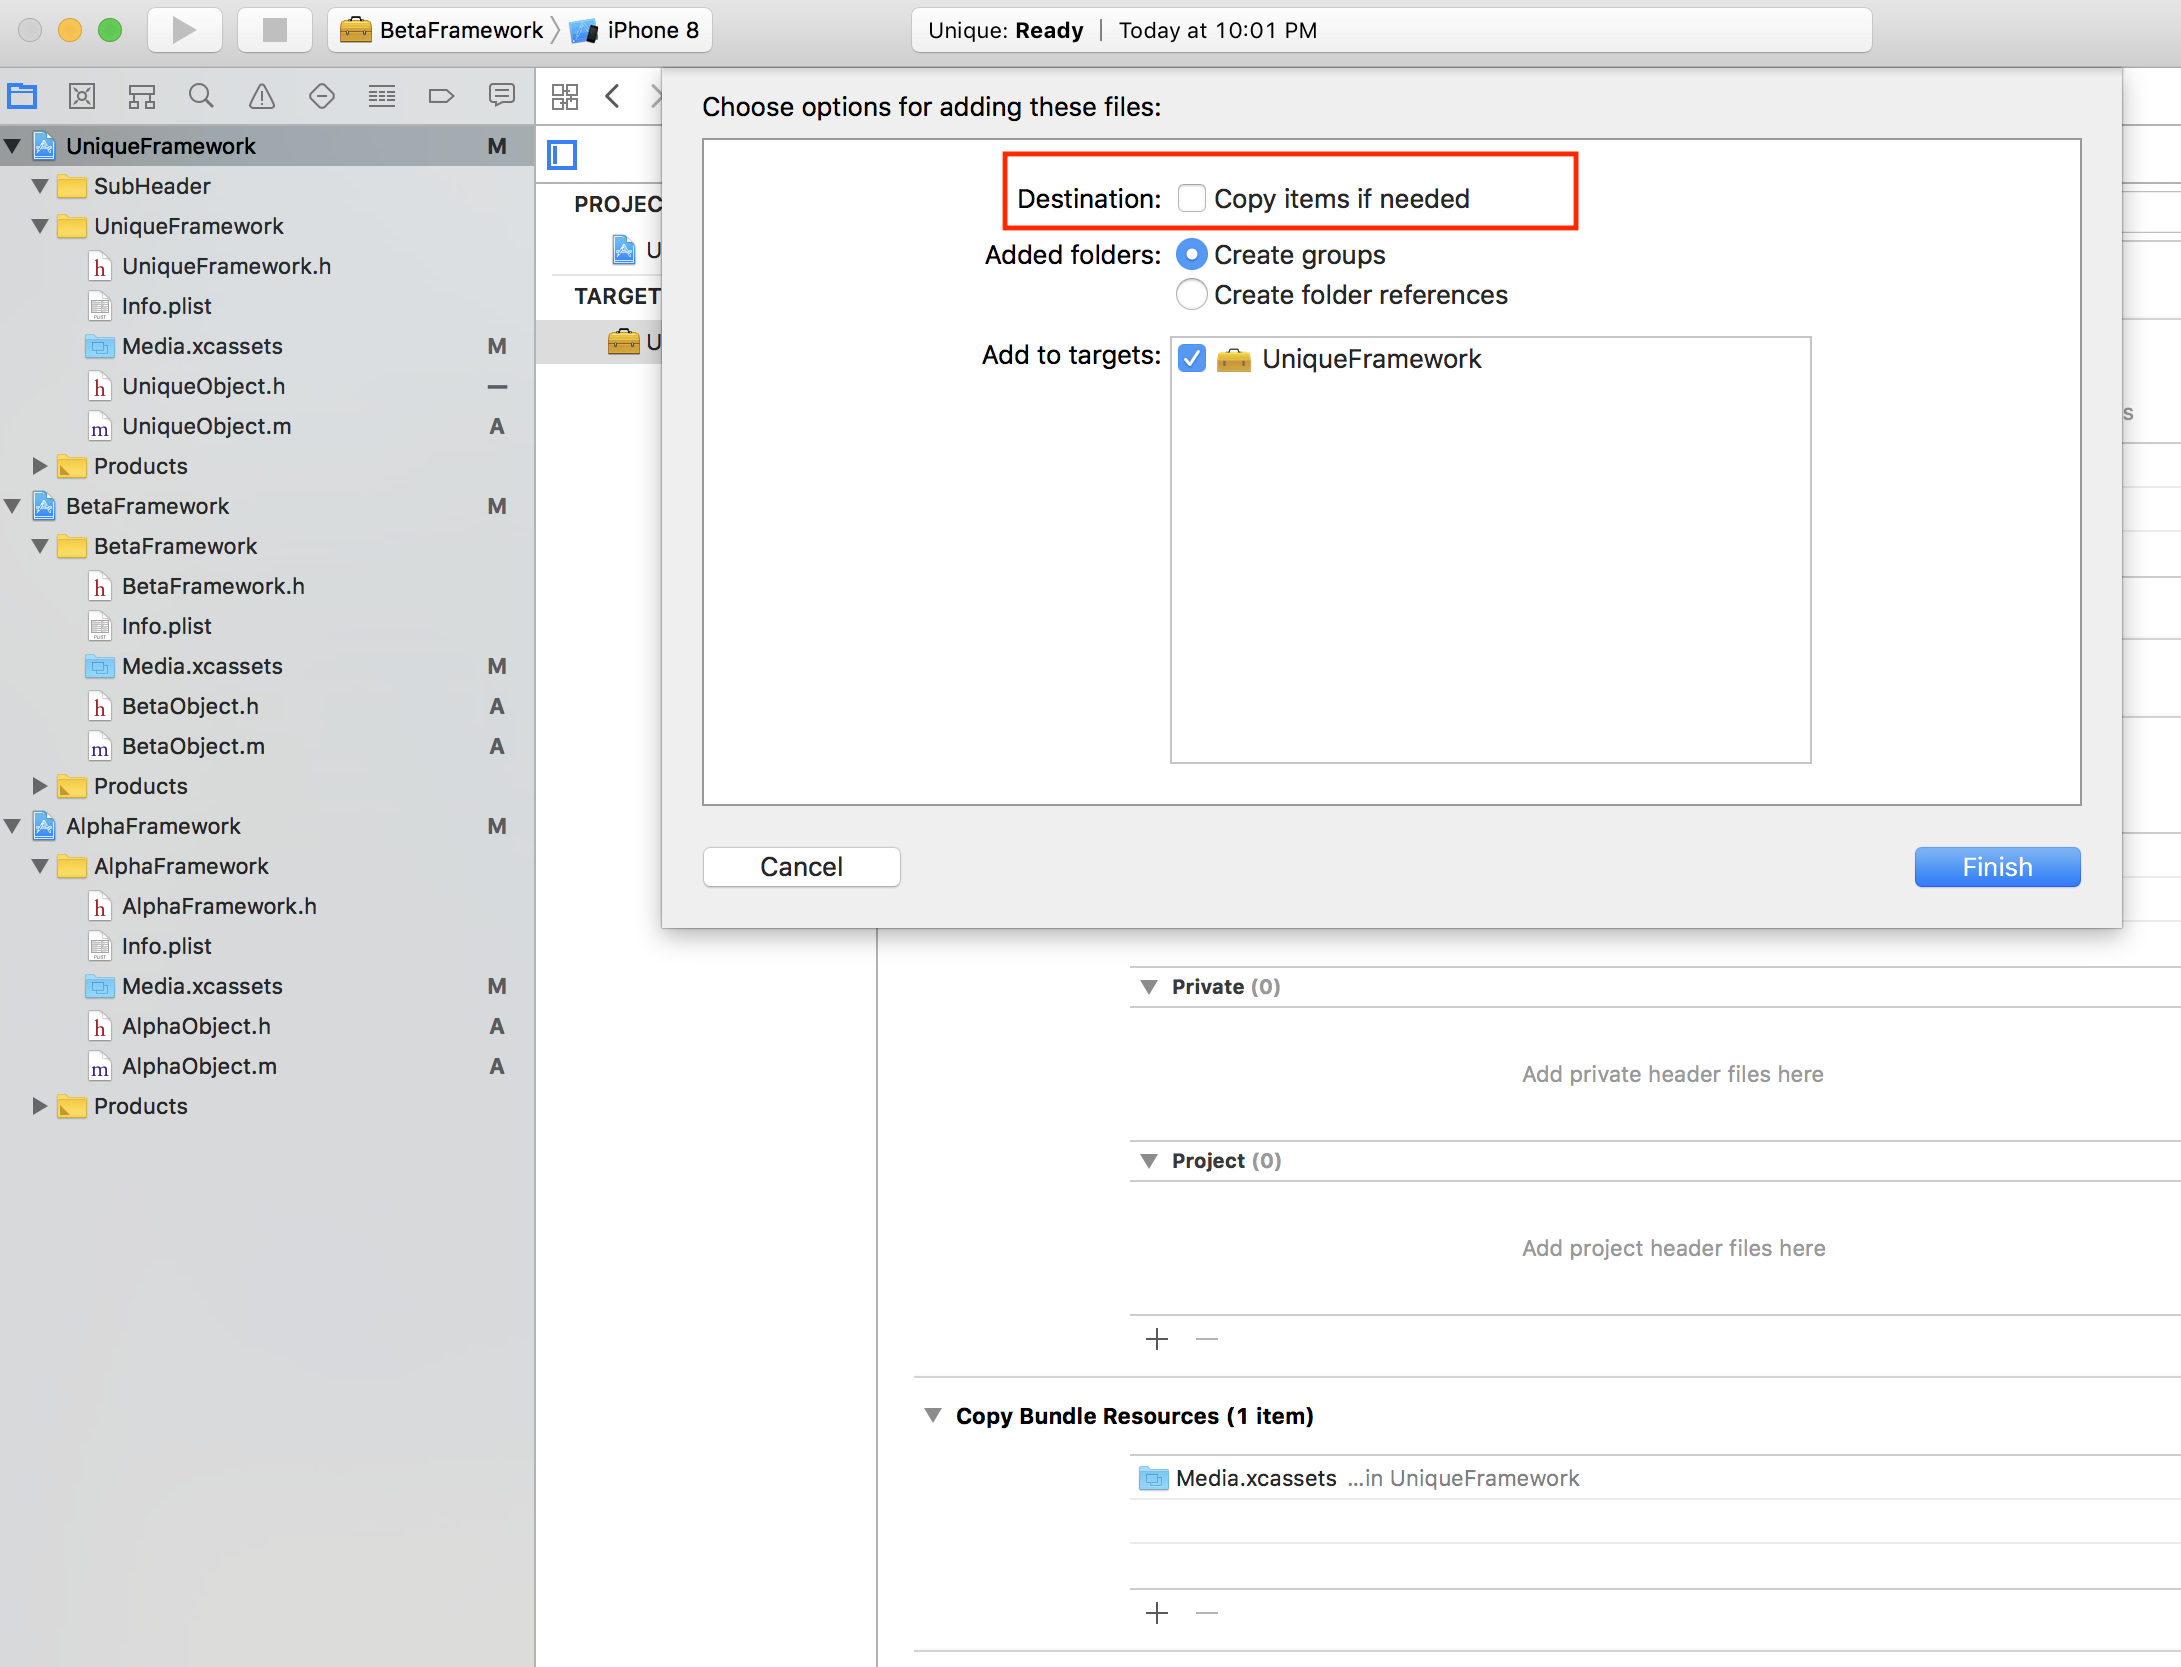 BetaFramework
iPhone 8
Unique: Ready
Today at 10:01 PM
UniqueFramework
M
SubHeader
UniqueFramework
h
UniqueFramework.h
Info.plist
Media.xcassets
M
h
UniqueObject.h
—
m
UniqueObject.m
A
Products
BetaFramework
M
BetaFramework
h
BetaFramework.h
Info.plist
Media.xcassets
M
h
BetaObject.h
A
m
BetaObject.m
A
Products
AlphaFramework
M
AlphaFramework
h
AlphaFramework.h
Info.plist
Media.xcassets
M
h
AlphaObject.h
A
m
AlphaObject.m
A
Products
PROJEC
U
TARGET
U
Choose options for adding these files:
Destination:
Copy items if needed
Added folders:
Create groups
Create folder references
Add to targets:
UniqueFramework
Cancel
Finish
s
Private (0)
Add private header files here
Project (0)
Add project header files here
Copy Bundle Resources (1 item)
Media.xcassets ...in UniqueFramework